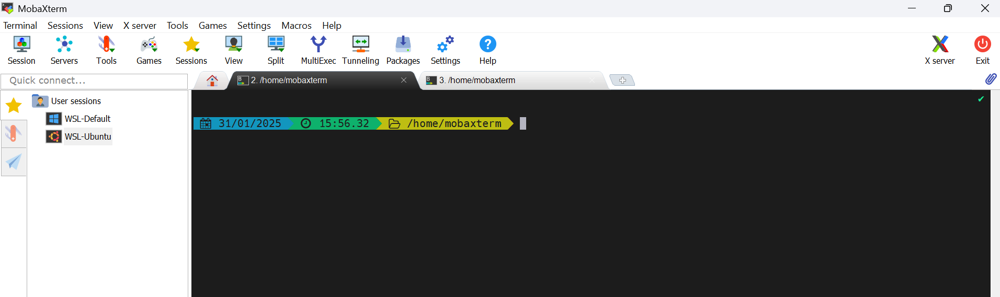 MobaXterm
Terminal Sessions View X server Tools Games Settings Macros Help
Session Servers Tools Games Sessions View Split MultiExec Tunneling Packages Settings Help X server Exit
Quick connect...
2. /home/mobaxterm
3. /home/mobaxterm
User sessions
WSL-Default
WSL-Ubuntu
31/01/2025 15:56.32 /home/mobaxterm